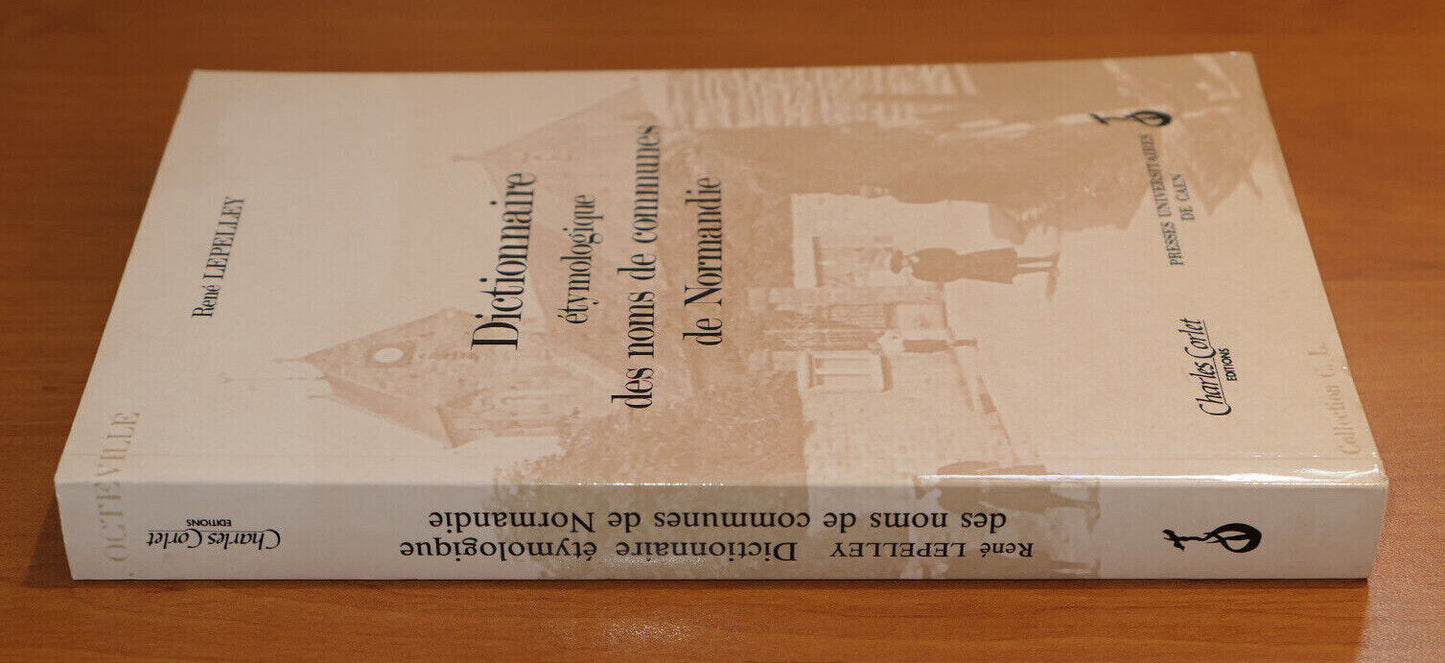 René LEPELLEY
Dictionnaire
étymologique
des noms de communes
de Normandie
PRESSES UNIVERSITAIRES
DE CAEN
Charles Corlet
EDITIONS
OCTEVILLE
Collection C. L.
René LEPELLEY Dictionnaire étymologique
des noms de communes de Normandie
Charles Corlet
EDITIONS